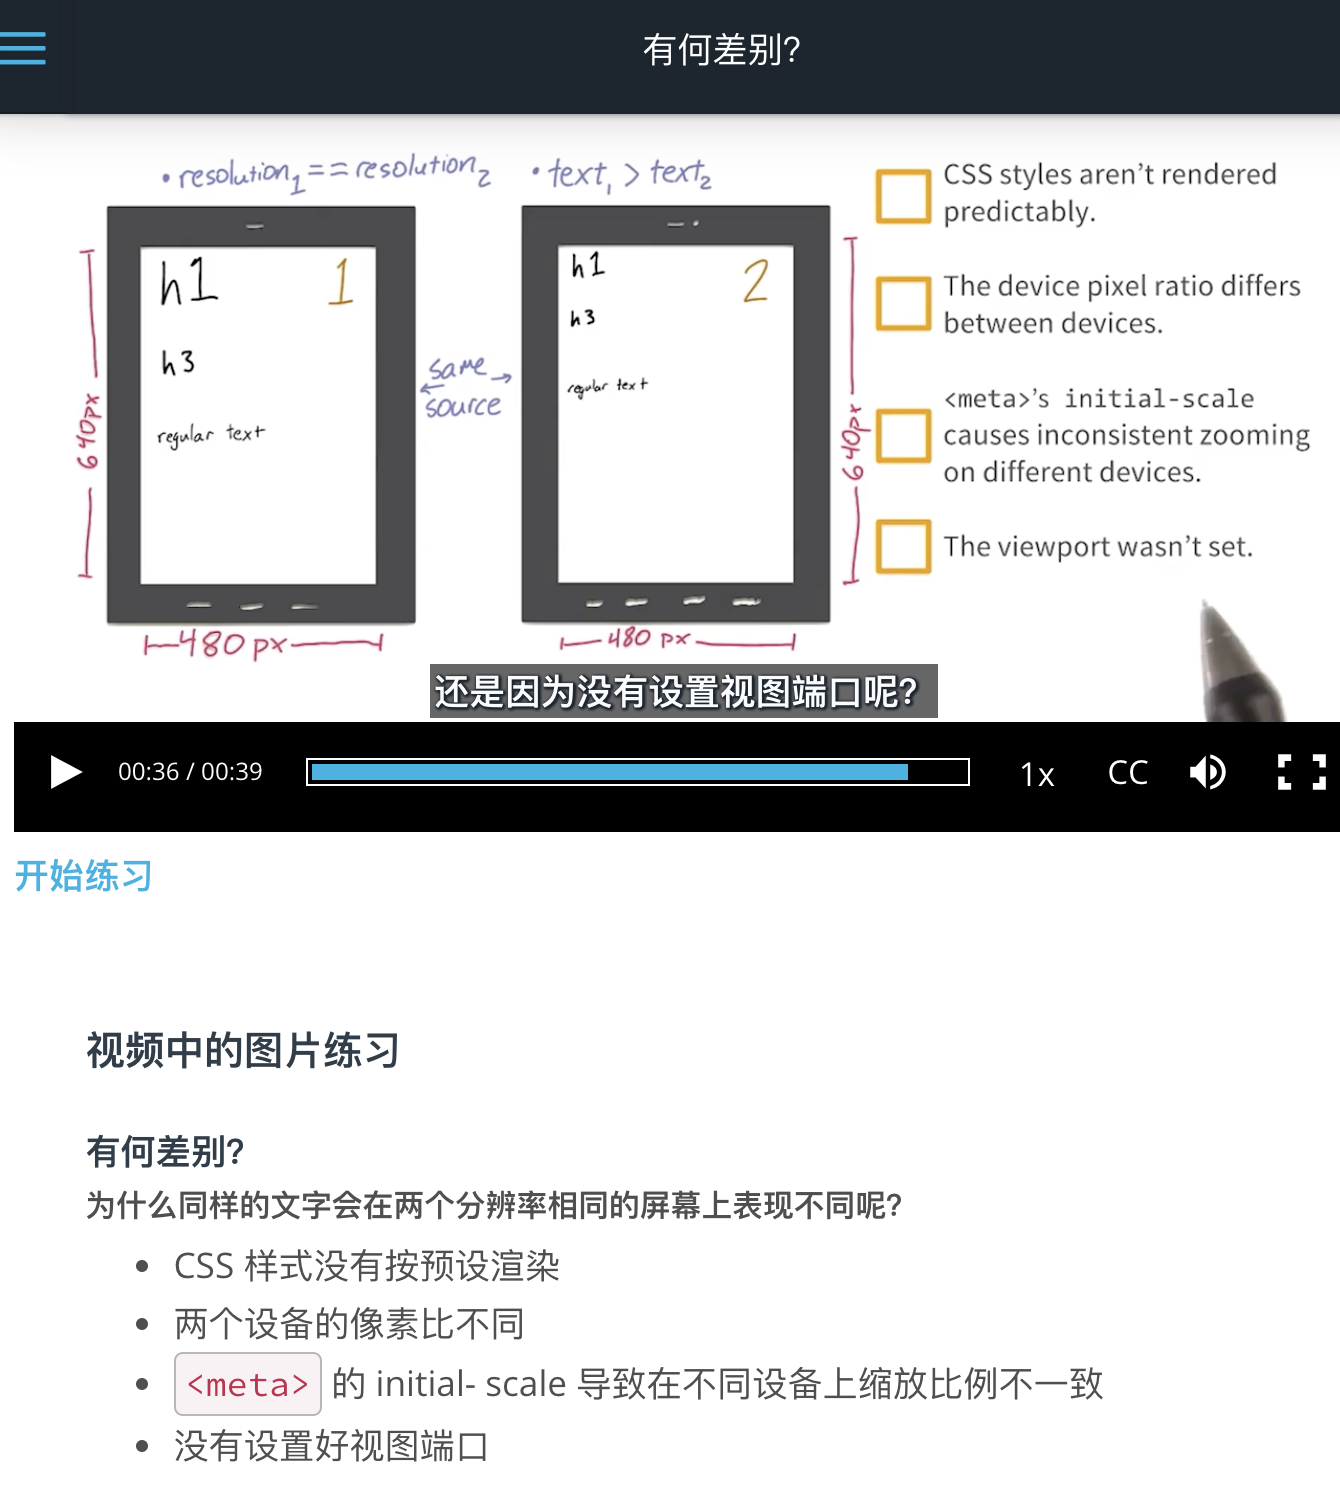 有何差别?
• resolution1 == resolution2
• text1 > text2
h1
1
h3
regular text
640px
480 px
same
source
h1
2
h3
regular text
640px
480 px
CSS styles aren't rendered
predictably.
The device pixel ratio differs
between devices.
<meta>'s initial-scale
causes inconsistent zooming
on different devices.
The viewport wasn't set.
还是因为没有设置视图端口呢?
00:36 / 00:39
1x
CC
开始练习
视频中的图片练习
有何差别?
为什么同样的文字会在两个分辨率相同的屏幕上表现不同呢?
• CSS 样式没有按预设渲染
• 两个设备的像素比不同
• <meta> 的 initial- scale 导致在不同设备上缩放比例不一致
• 没有设置好视图端口